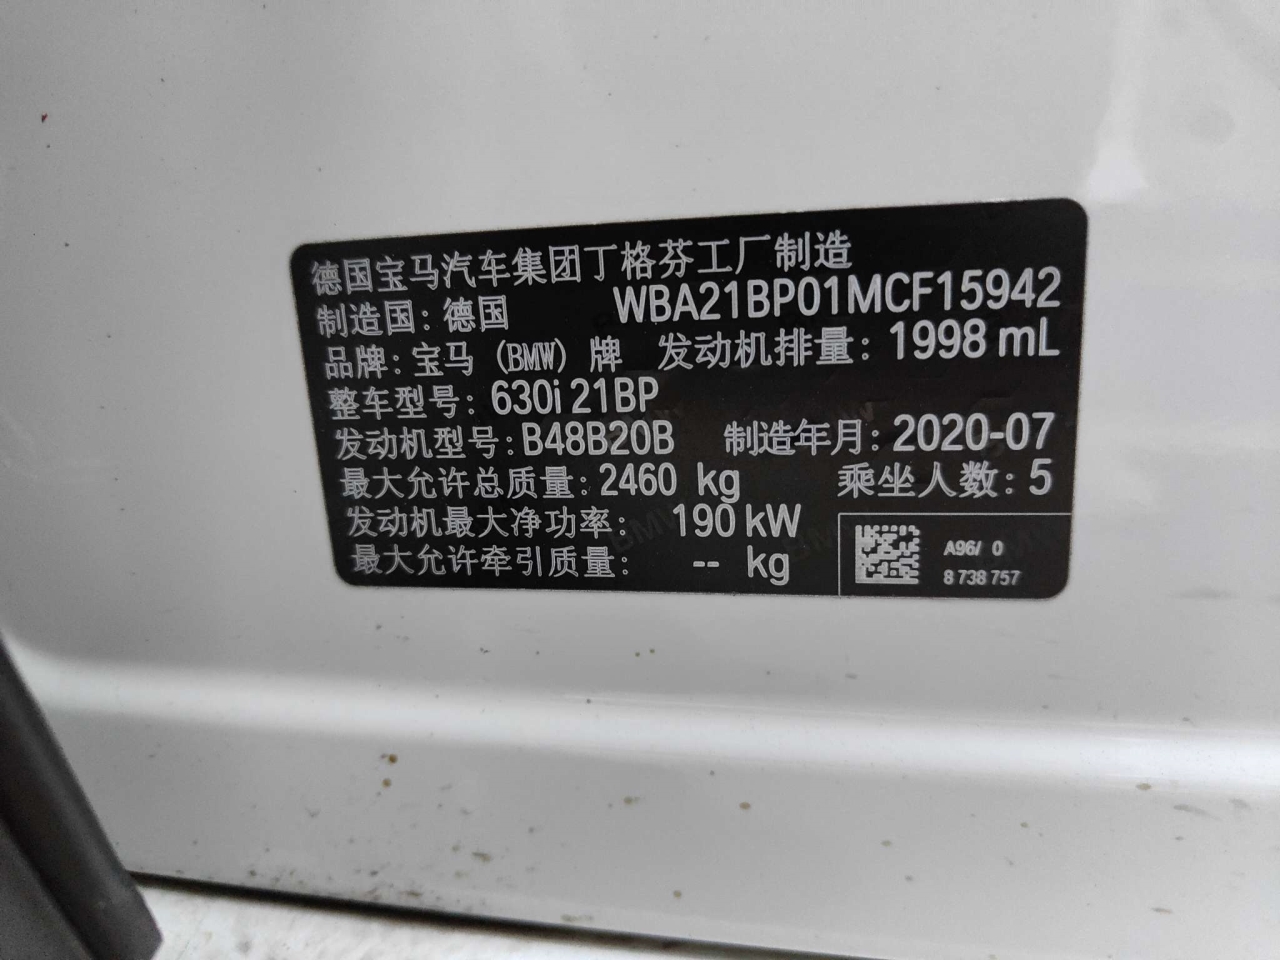 德国宝马汽车集团丁格芬工厂制造
制造国：德国 WBA21BP01MCF15942
品牌：宝马（BMW）牌 发动机排量：1998 mL
整车型号：630i 21BP
发动机型号：B48B20B 制造年月：2020-07
最大允许总质量：2460 kg 乘坐人数：5
发动机最大净功率： 190 kW
最大允许牵引质量： -- kg
A96/ 0
8 738 757